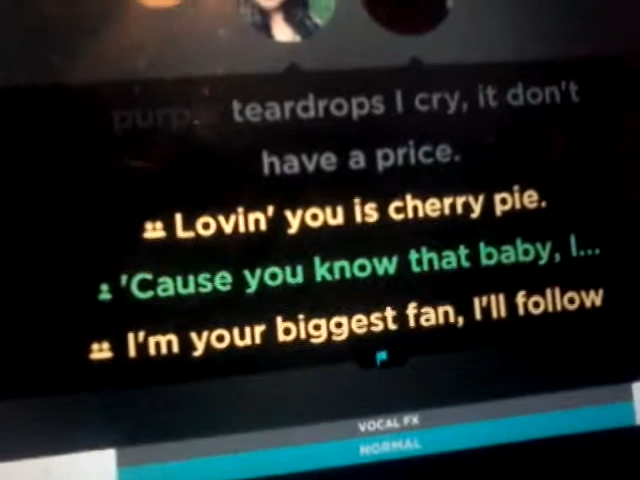 purp teardrops I cry, it don't
have a price.
Lovin' you is cherry pie.
'Cause you know that baby, I...
I'm your biggest fan, I'll follow
VOCAL FX
NORMAL